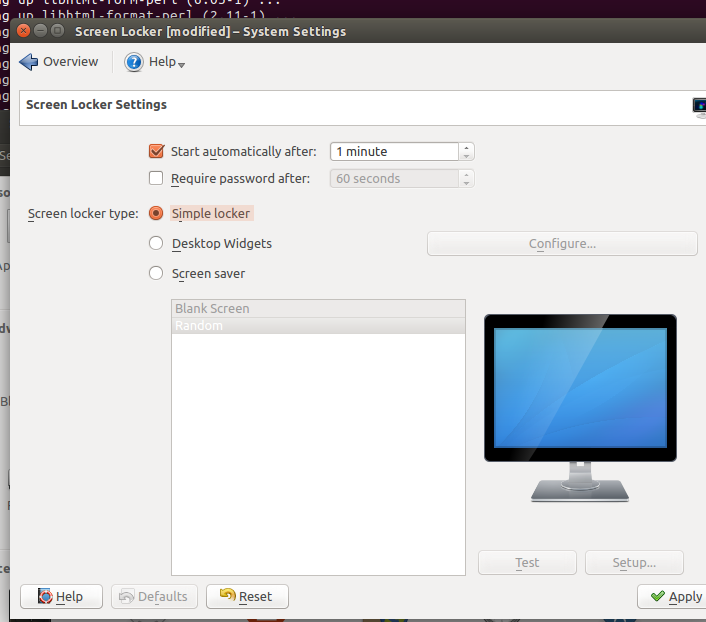 ng up libhtml-form-perl (6.03-1) ...
ng up libhtml-format-perl (2.11-1) ...
Screen Locker [modified] – System Settings
Overview
Help
Screen Locker Settings
Start automatically after: 1 minute
Require password after: 60 seconds
Screen locker type: Simple locker
Desktop Widgets
Configure...
Screen saver
Blank Screen
Random
Test
Setup...
Help
Defaults
Reset
Apply